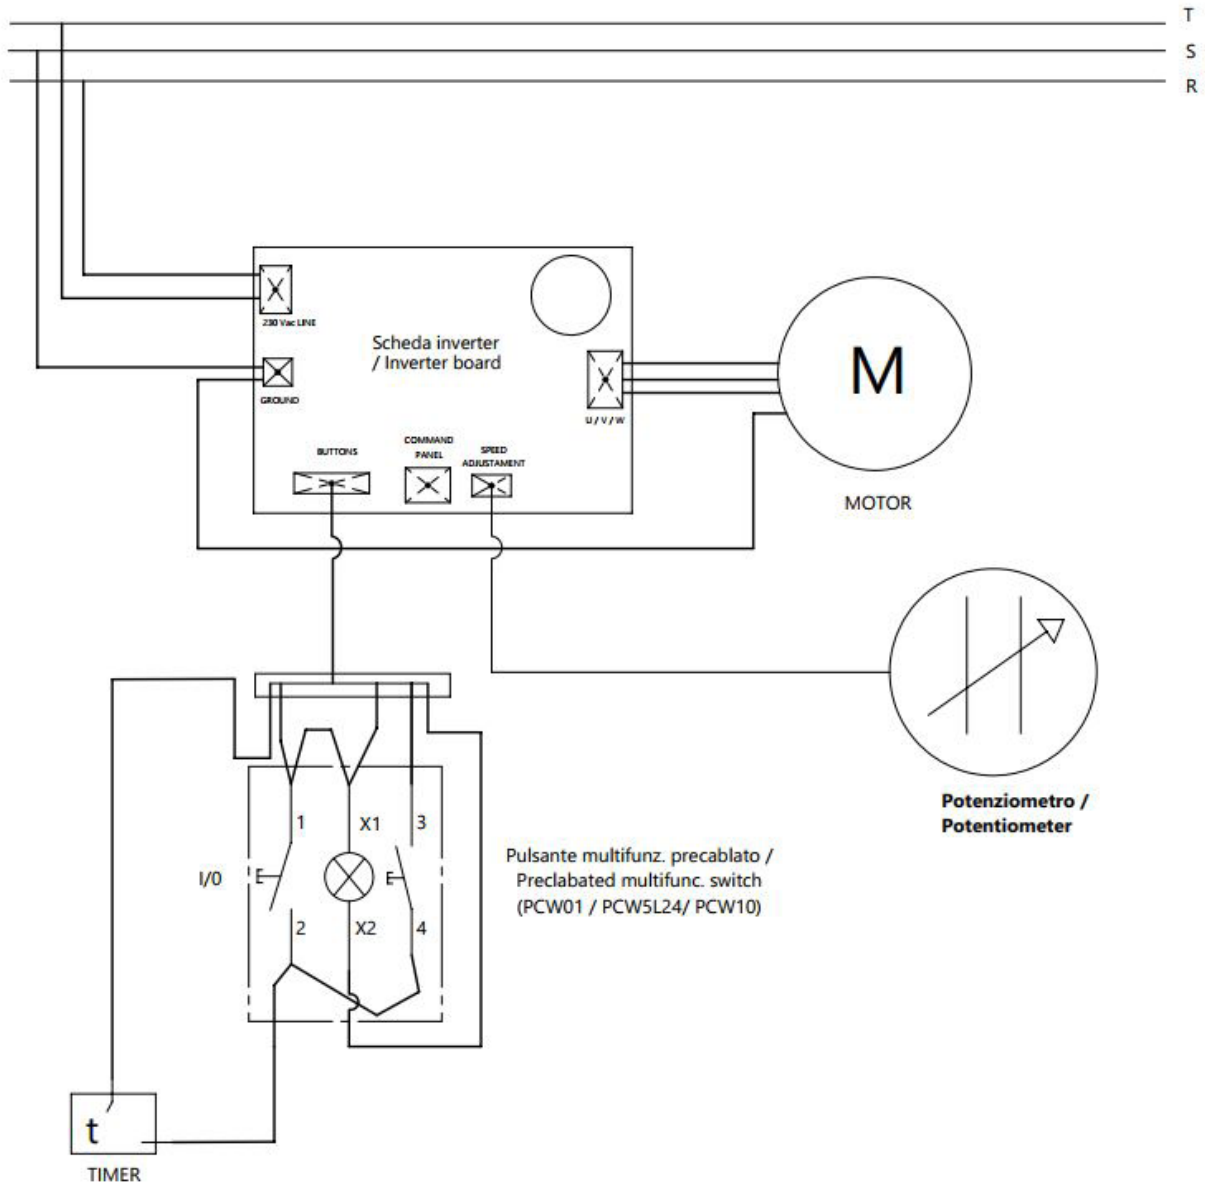 T
S
R
230 Vac LINE
Scheda inverter
/ Inverter board
GROUND
U / V / W
M
MOTOR
BUTTONS
COMMAND
PANEL
SPEED
ADJUSTAMENT
Potenziometro /
Potentiometer
1
X1
3
I/0
2
X2
4
Pulsante multifunz. precablato /
Preclabated multifunc. switch
(PCW01 / PCW5L24/ PCW10)
t
TIMER